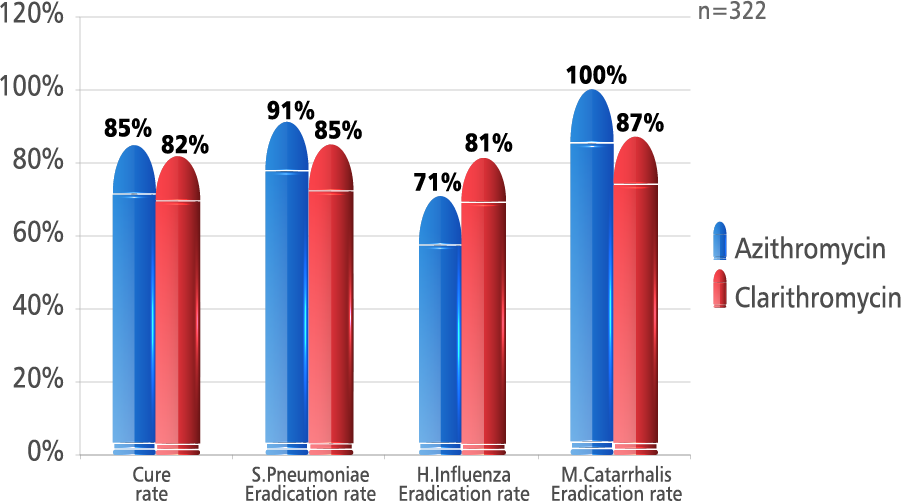 120%
n=322
100%
80%
60%
40%
20%
0%
85%
82%
91%
85%
71%
81%
100%
87%
Azithromycin
Clarithromycin
Cure
rate
S.Pneumoniae
Eradication rate
H.Influenza
Eradication rate
M.Catarrhalis
Eradication rate